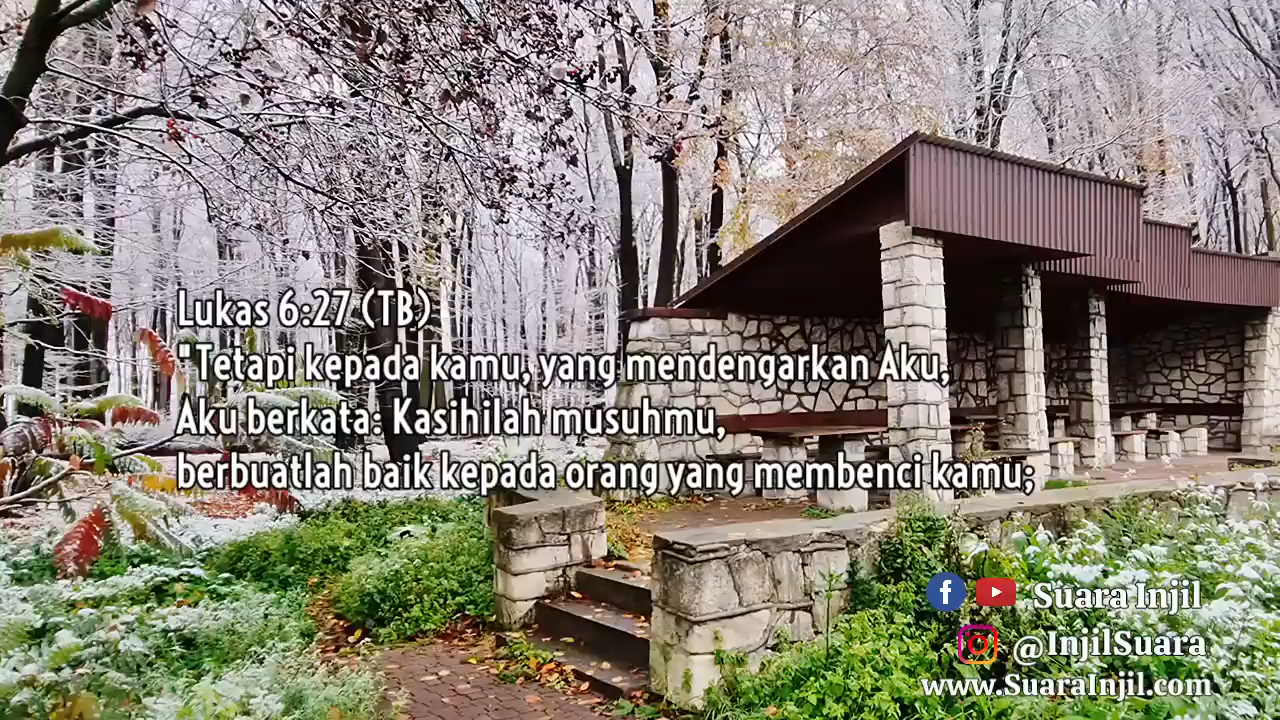 Lukas 6:27 (TB)
"Tetapi kepada kamu, yang mendengarkan Aku,
Aku berkata: Kasihilah musuhmu,
berbuatlah baik kepada orang yang membenci kamu;
Suara Injil
@InjilSuara
www.SuaraInjil.com